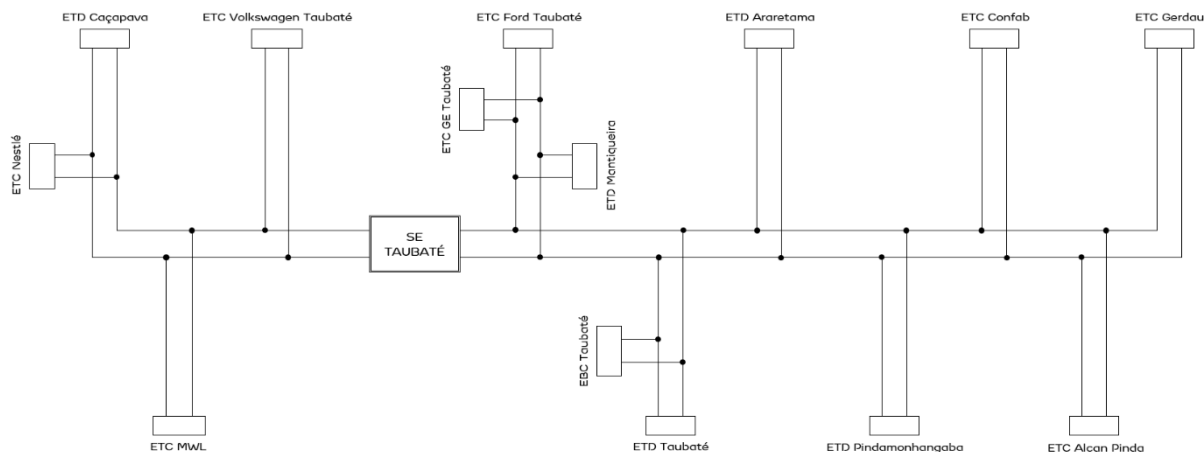 ETD Caçapava
ETC Volkswagen Taubaté
ETC Ford Taubaté
ETD Araretama
ETC Confab
ETC Gerdau
ETC GE Taubaté
ETC Nestlé
ETD Mantiqueira
SE
TAUBATÉ
EBC Taubaté
ETC MWL
ETD Taubaté
ETD Pindamonhangaba
ETC Alcan Pinda